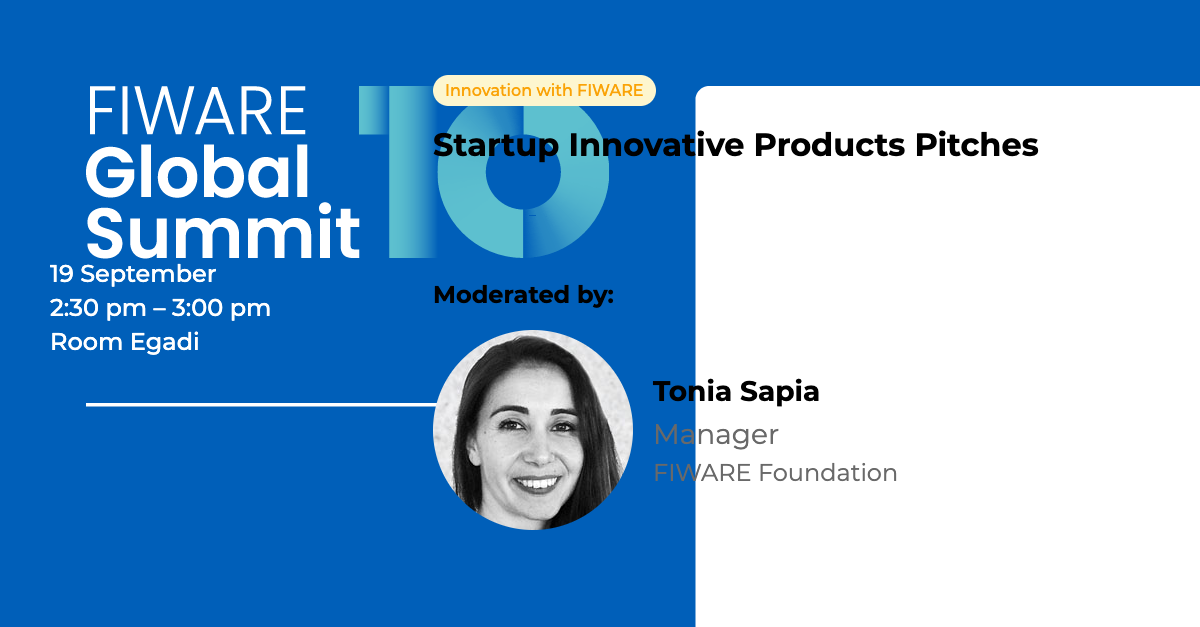 FIWARE
Global
Summit
10
19 September
2:30 pm – 3:00 pm
Room Egadi
Innovation with FIWARE
Startup Innovative Products Pitches
Moderated by:
Tonia Sapia
Manager
FIWARE Foundation